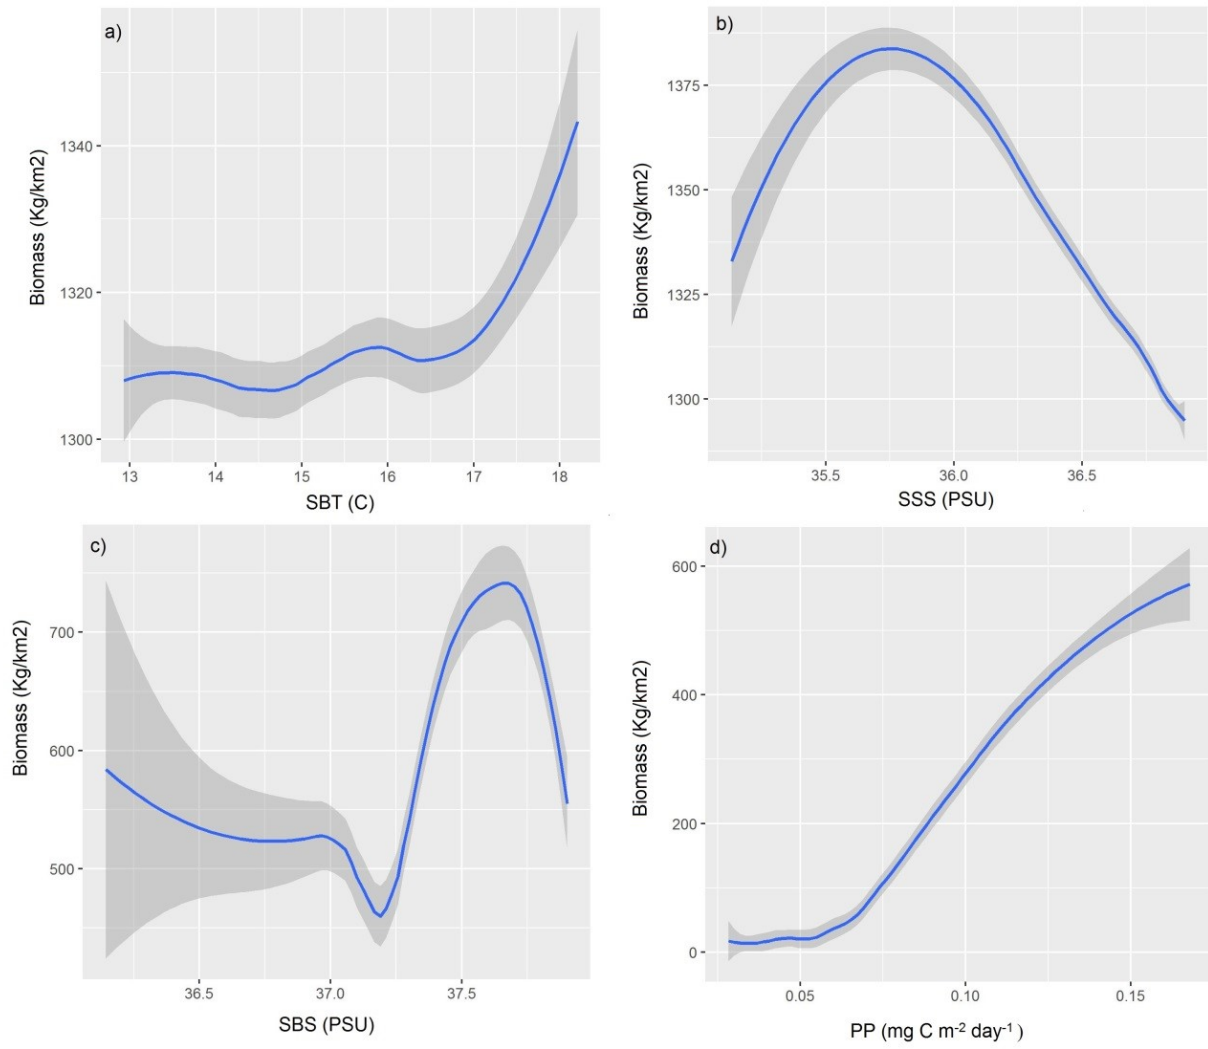 a)
Biomass (Kg/km2)
1340
1320
1300
13 14 15 16 17 18
SBT (C)
b)
Biomass (Kg/km2)
1375
1350
1325
1300
35.5 36.0 36.5
SSS (PSU)
c)
Biomass (Kg/km2)
700
600
500
36.5 37.0 37.5
SBS (PSU)
d)
Biomass (Kg/km2)
600
400
200
0
0.05 0.10 0.15
PP (mg C m⁻² day⁻¹ )